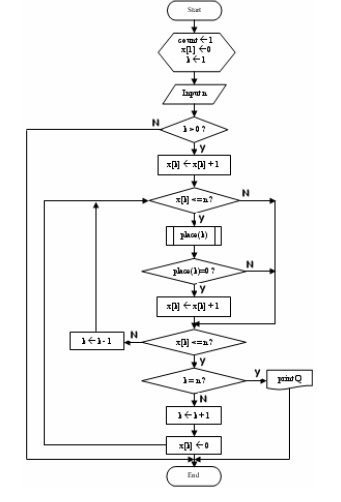 Start
count ←1
x[1] ←0
k ←1
Input n
k > 0 ?
N
y
x[k] ←x[k] + 1
x[k] <= n ?
N
y
place(k)
place(k)=0 ?
N
y
x[k] ←x[k] + 1
x[k] <= n ?
N
k ←k - 1
y
k = n ?
y
print Q
N
k ←k + 1
x[k] ←0
End